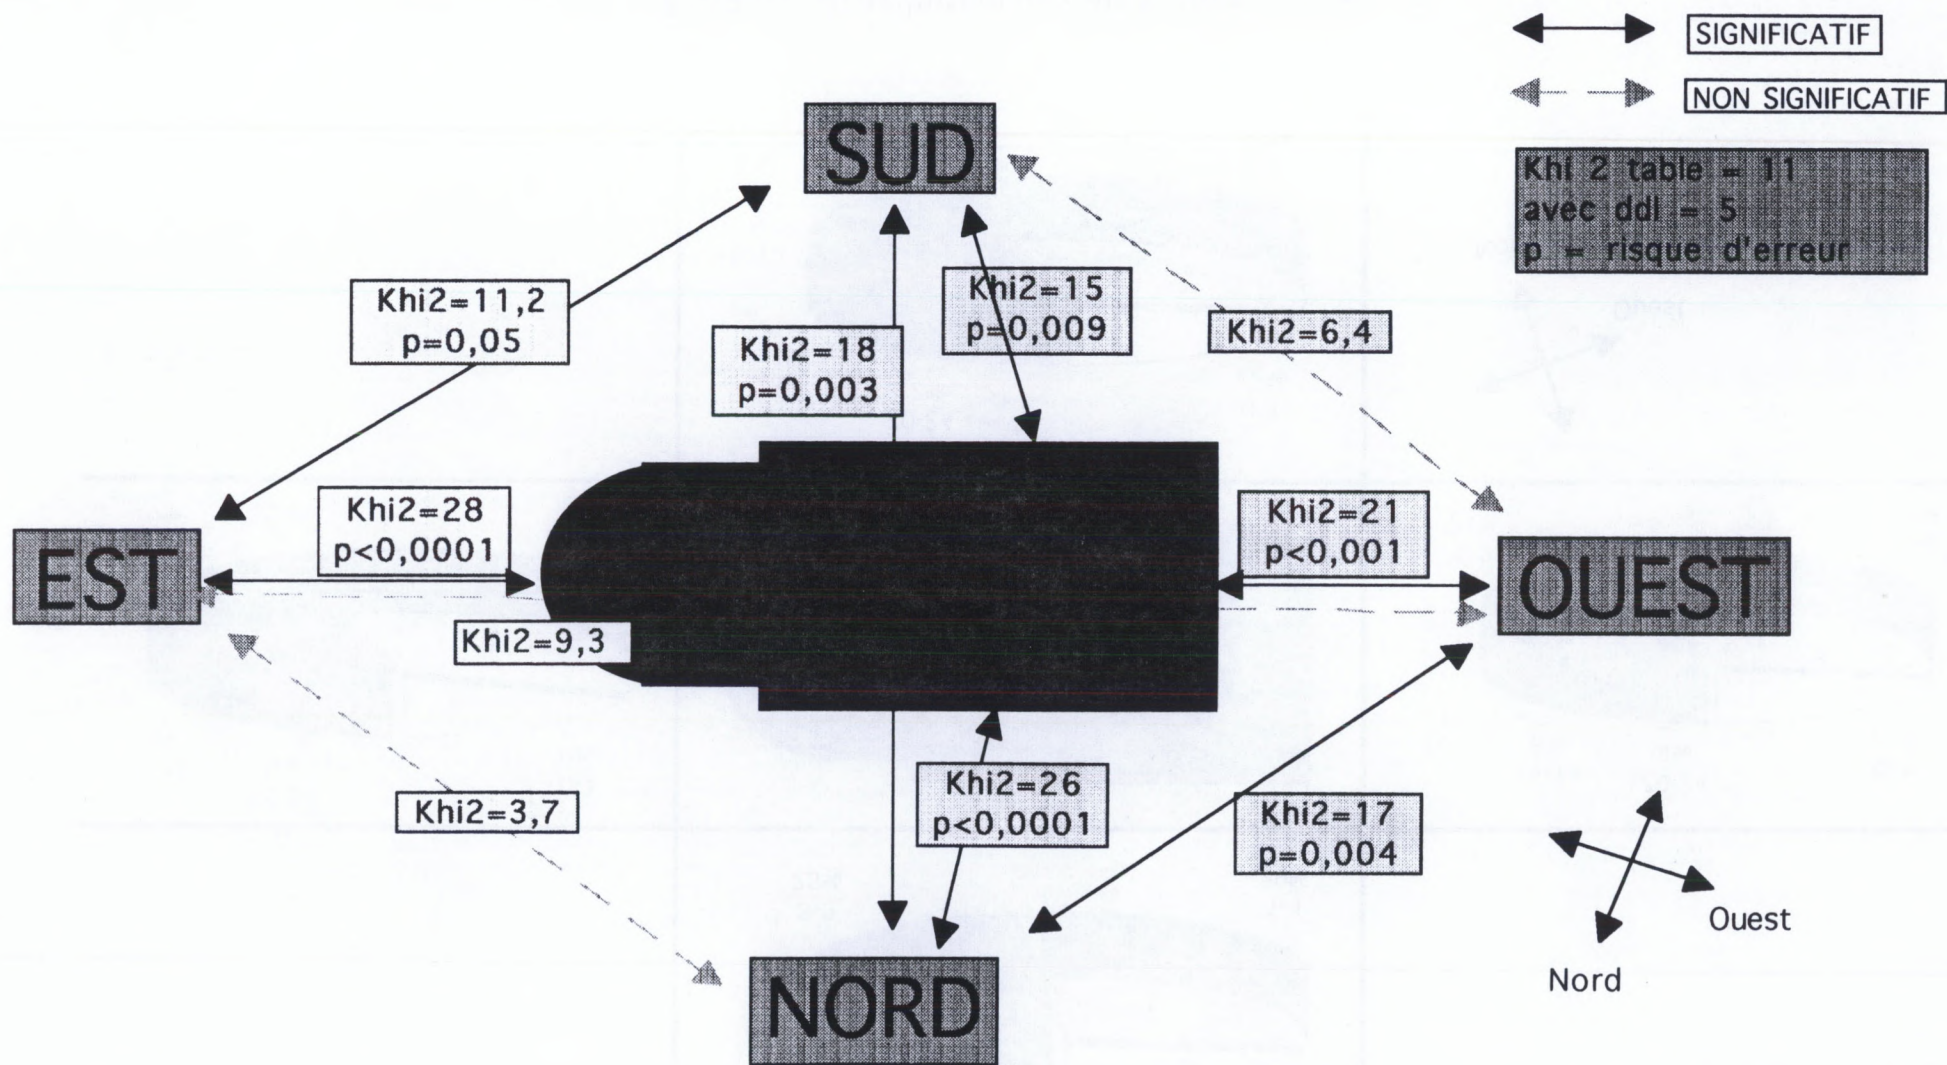 SIGNIFICATIF
NON SIGNIFICATIF
Khi 2 table = 11
avec ddl = 5
p = risque d'erreur
SUD
Khi2=11,2
p=0,05
Khi2=18
p=0,003
Khi2=15
p=0,009
Khi2=6,4
EST
Khi2=28
p<0,0001
Khi2=9,3
Khi2=21
p<0,001
OUEST
Khi2=3,7
Khi2=26
p<0,0001
Khi2=17
p=0,004
Ouest
Nord
NORD